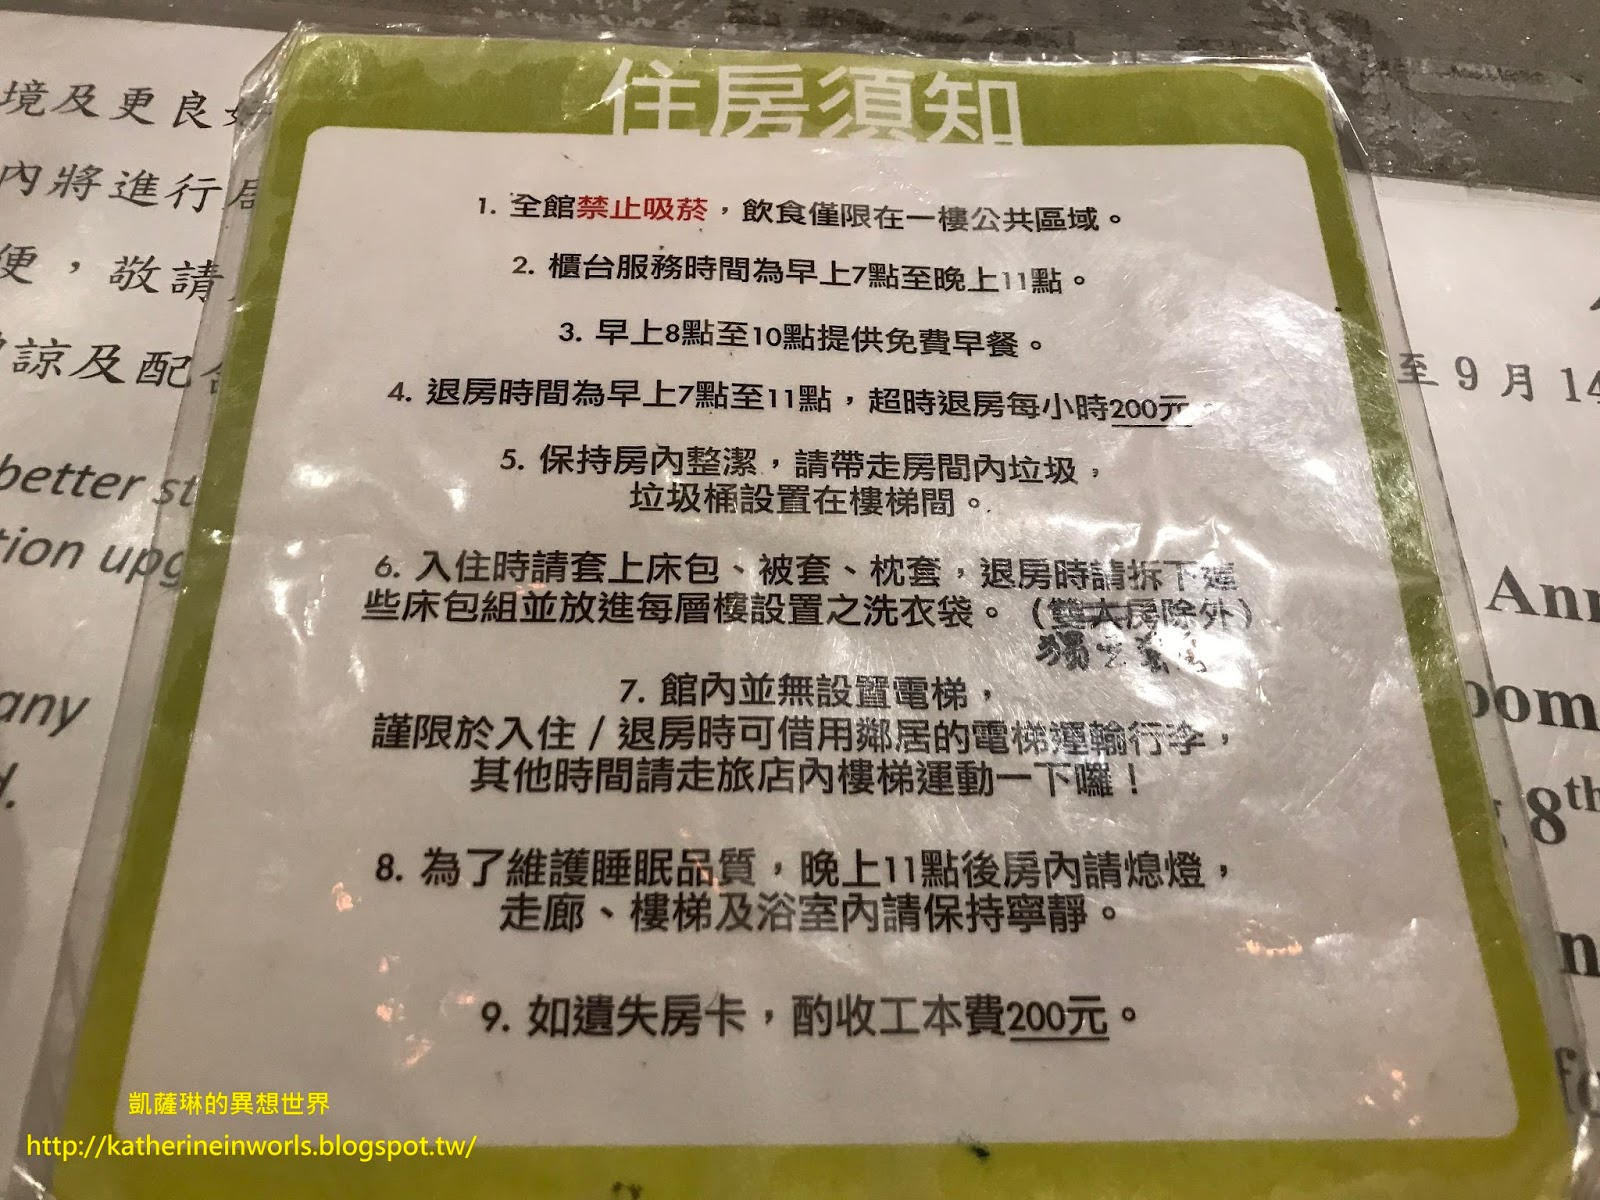 住房須知
1. 全館禁止吸菸，飲食僅限在一樓公共區域。
2. 櫃台服務時間為早上7點至晚上11點。
3. 早上8點至10點提供免費早餐。
4. 退房時間為早上7點至11點，超時退房每小時200元。
5. 保持房內整潔，請帶走房間內垃圾，
垃圾桶設置在樓梯間。
6. 入住時請套上床包、被套、枕套，退房時請拆下這
些床包組並放進每層樓設置之洗衣袋。（雙人房除外）
7. 館內並無設置電梯，
謹限於入住 / 退房時可借用鄰居的電梯運輸行李，
其他時間請走旅店內樓梯運動一下囉！
8. 為了維護睡眠品質，晚上11點後房內請熄燈，
走廊、樓梯及浴室內請保持寧靜。
9. 如遺失房卡，酌收工本費200元。
境及更良好
內將進行
便，敬請
諒及配合
better st
tion upg
any
至 9 月 14
Ann
oom
8th
凱薩琳的異想世界
http://katherineinworls.blogspot.tw/